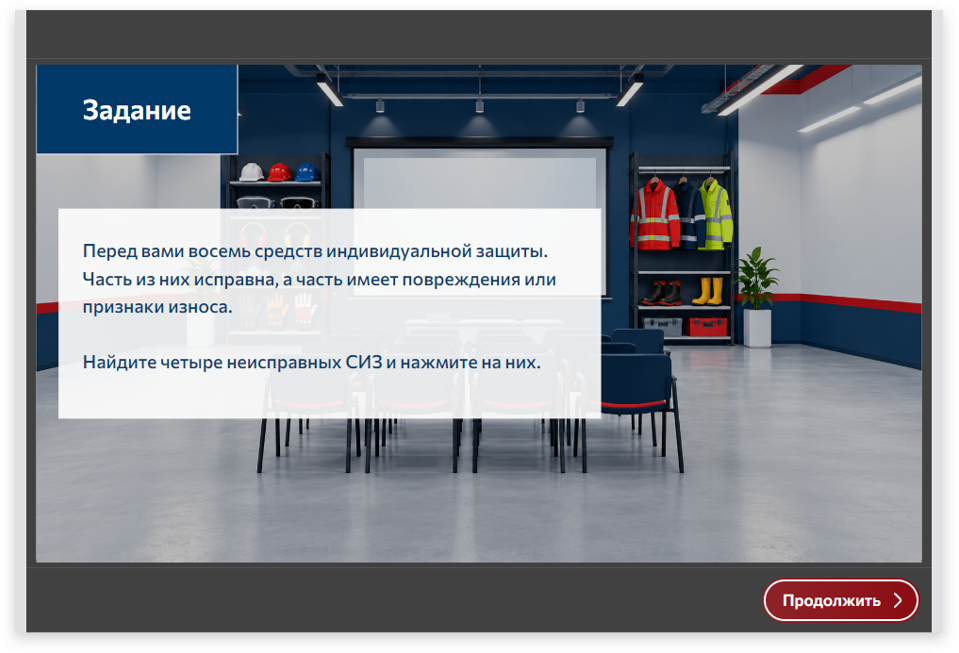 Задание
Перед вами восемь средств индивидуальной защиты.
Часть из них исправна, а часть имеет повреждения или
признаки износа.
Найдите четыре неисправных СИЗ и нажмите на них.
Продолжить